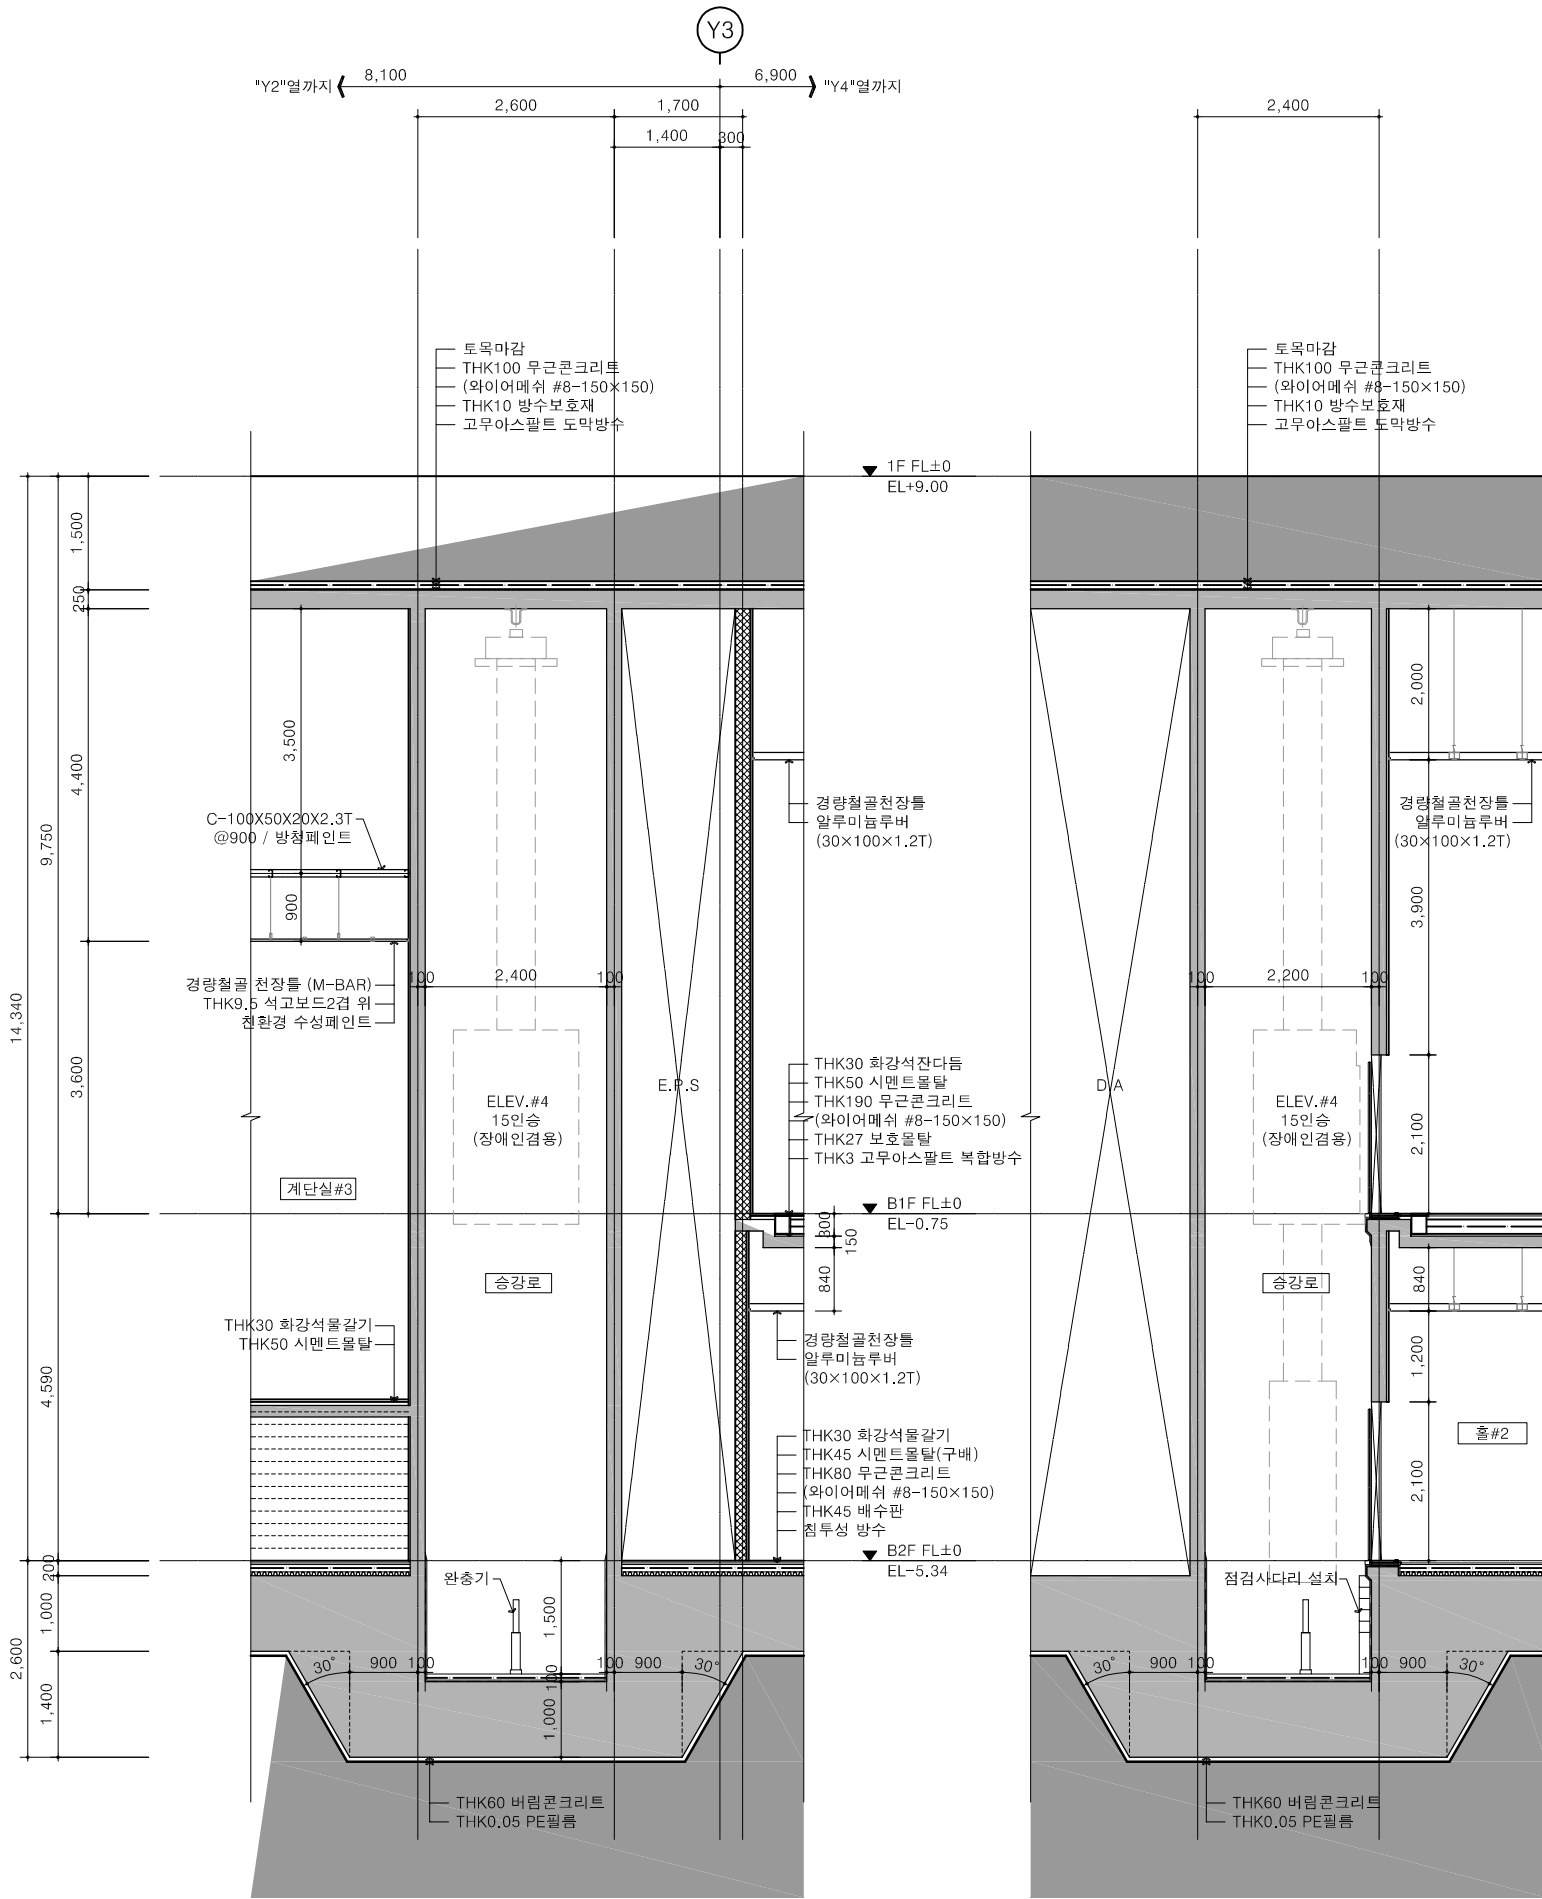 Y3
"Y2"열까지
8,100
6,900
"Y4"열까지
2,600
1,700
2,400
1,400
300
토목마감
THK100 무근콘크리트
(와이어메쉬 #8-150×150)
THK10 방수보호재
고무아스팔트 도막방수
토목마감
THK100 무근콘크리트
(와이어메쉬 #8-150×150)
THK10 방수보호재
고무아스팔트 도막방수
1F FL±0
EL+9.00
1,500
250
3,500
2,000
4,400
9,750
14,340
C-100X50X20X2.3T
@900 / 방청페인트
경량철골천장틀
알루미늄루버
(30×100×1.2T)
경량철골천장틀
알루미늄루버
(30×100×1.2T)
900
3,900
경량철골 천장틀 (M-BAR)
THK9.5 석고보드2겹 위
친환경 수성페인트
100
2,400
100
100
2,200
100
3,600
THK30 화강석잔다듬
THK50 시멘트몰탈
THK190 무근콘크리트
(와이어메쉬 #8-150×150)
THK27 보호몰탈
THK3 고무아스팔트 복합방수
E.P.S
D.A
ELEV.#4
15인승
(장애인겸용)
ELEV.#4
15인승
(장애인겸용)
2,100
계단실#3
B1F FL±0
EL-0.75
300
150
840
840
승강로
승강로
THK30 화강석물갈기
THK50 시멘트몰탈
경량철골천장틀
알루미늄루버
(30×100×1.2T)
1,200
4,590
THK30 화강석물갈기
THK45 시멘트몰탈(구배)
THK80 무근콘크리트
(와이어메쉬 #8-150×150)
THK45 배수판
침투성 방수
홀#2
2,100
B2F FL±0
EL-5.34
200
완충기
점검사다리 설치
1,000
1,500
2,600
1,400
30°
900
100
100
900
30°
30°
900
100
100
900
30°
100
1,000
THK60 버림콘크리트
THK0.05 PE필름
THK60 버림콘크리트
THK0.05 PE필름